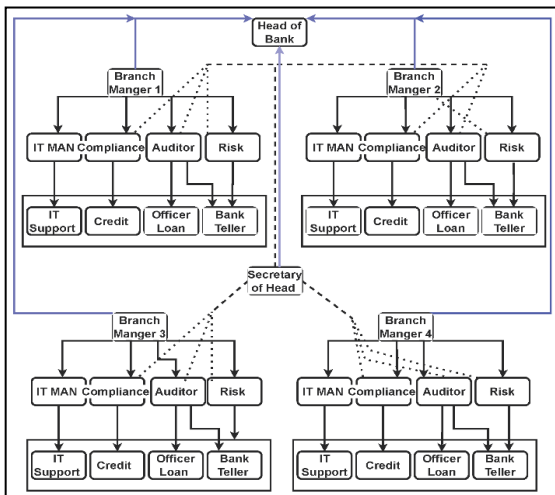 Head of
Bank
Branch
Manger 1
Branch
Manger 2
IT MAN
Compliance
Auditor
Risk
IT MAN
Compliance
Auditor
Risk
IT
Support
Credit
Officer
Loan
Bank
Teller
IT
Support
Credit
Officer
Loan
Bank
Teller
Secretary
of Head
Branch
Manger 3
Branch
Manger 4
IT MAN
Compliance
Auditor
Risk
IT MAN
Compliance
Auditor
Risk
IT
Support
Credit
Officer
Loan
Bank
Teller
IT
Support
Credit
Officer
Loan
Bank
Teller